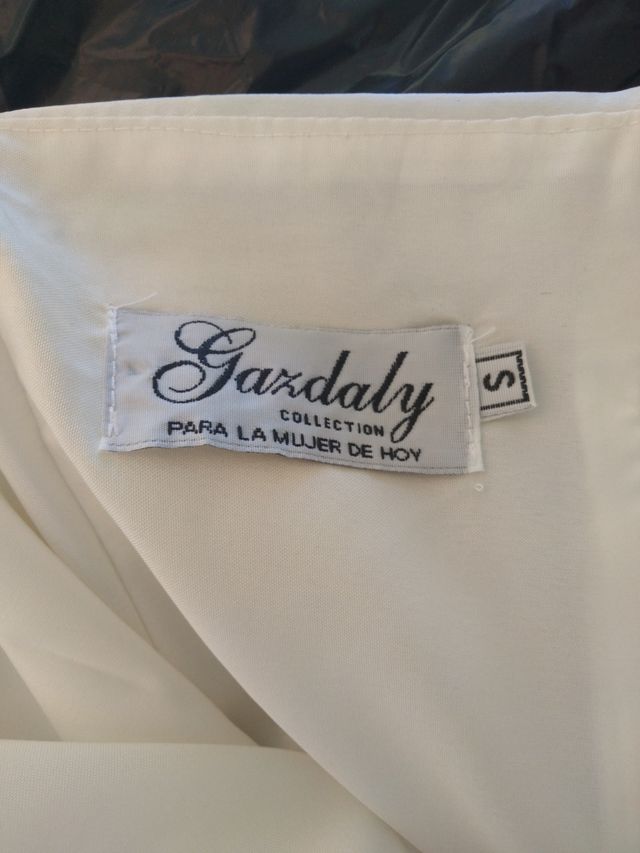 Gazdaly
COLLECTION
PARA LA MUJER DE HOY
S